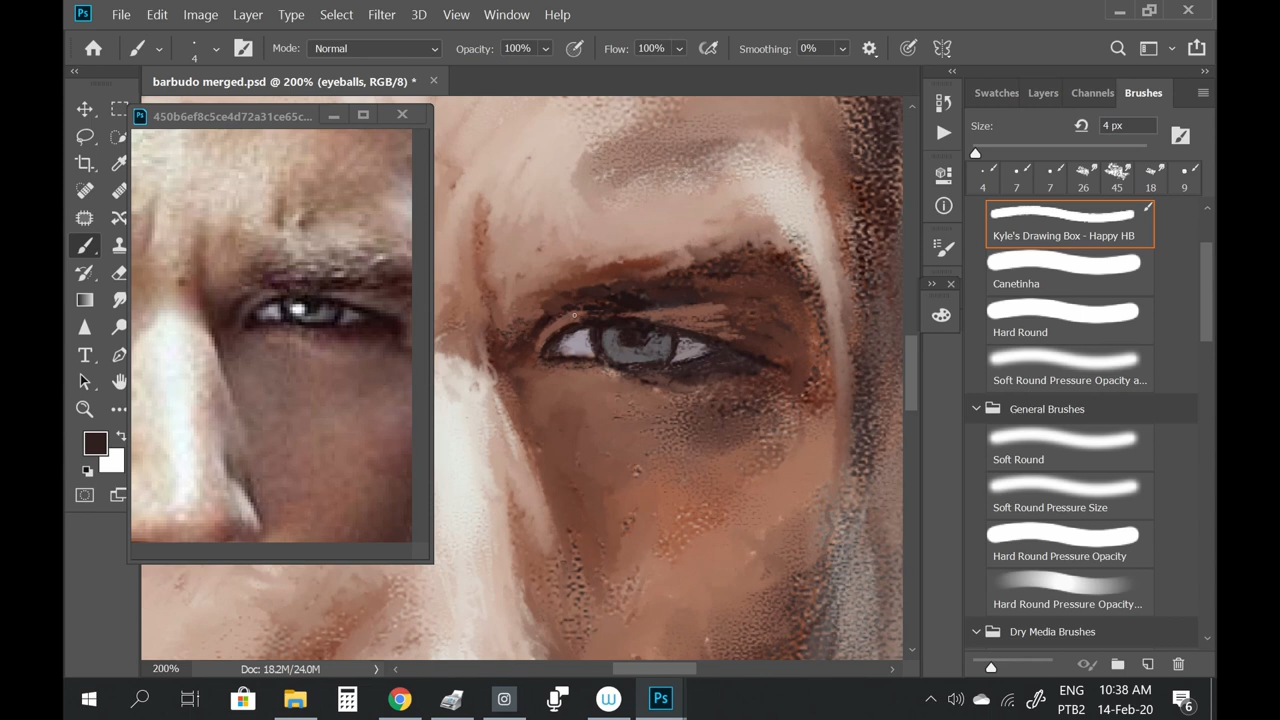 Ps File Edit Image Layer Type Select Filter 3D View Window Help
4 Mode: Normal Opacity: 100% Flow: 100% Smoothing: 0%
barbudo merged.psd @ 200% (eyeballs, RGB/8) *
Swatches Layers Channels Brushes
Ps 450b6ef8c5ce4d72a31ce65c...
Size: 4 px
4 7 7 26 45 18 9
Kyle's Drawing Box - Happy HB
Canetinha
Hard Round
Soft Round Pressure Opacity a...
General Brushes
Soft Round
Soft Round Pressure Size
Hard Round Pressure Opacity
Hard Round Pressure Opacity...
Dry Media Brushes
200% Doc: 18.2M/24.0M
W Ps
ENG 10:38 AM
PTB2 14-Feb-20 6